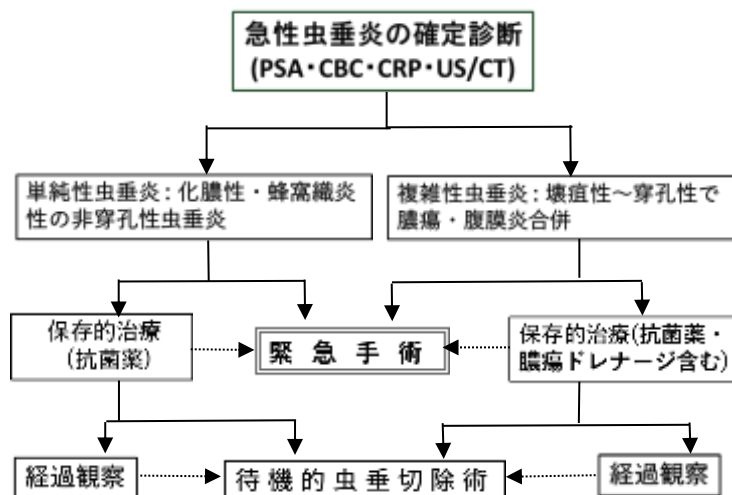 急性虫垂炎の確定診断
(PSA・CBC・CRP・US/CT)
単純性虫垂炎:化膿性・蜂窩織炎
性の非穿孔性虫垂炎
複雑性虫垂炎:壊疽性～穿孔性で
膿瘍・腹膜炎合併
保存的治療
(抗菌薬)
緊急手術
保存的治療(抗菌薬・
膿瘍ドレナージ含む)
経過観察
待機的虫垂切除術
経過観察